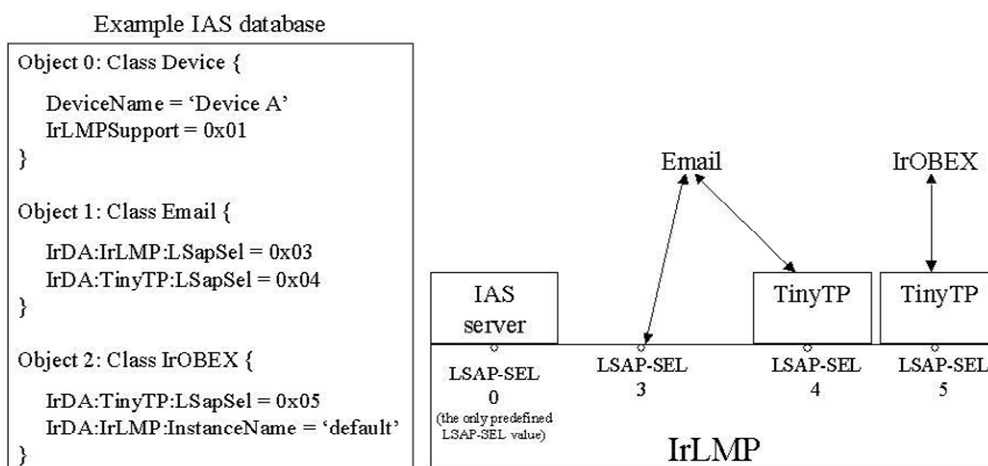 Example IAS database
Object 0: Class Device {
DeviceName = ‘Device A’
IrLMPSupport = 0x01
}
Object 1: Class Email {
IrDA:IrLMP:LSapSel = 0x03
IrDA:TinyTP:LSapSel = 0x04
}
Object 2: Class IrOBEX {
IrDA:TinyTP:LSapSel = 0x05
IrDA:IrLMP:InstanceName = ‘default’
}
Email
IrOBEX
IAS
server
TinyTP
TinyTP
LSAP-SEL
0
(the only predefined
LSAP-SEL value)
LSAP-SEL
3
LSAP-SEL
4
LSAP-SEL
5
IrLMP